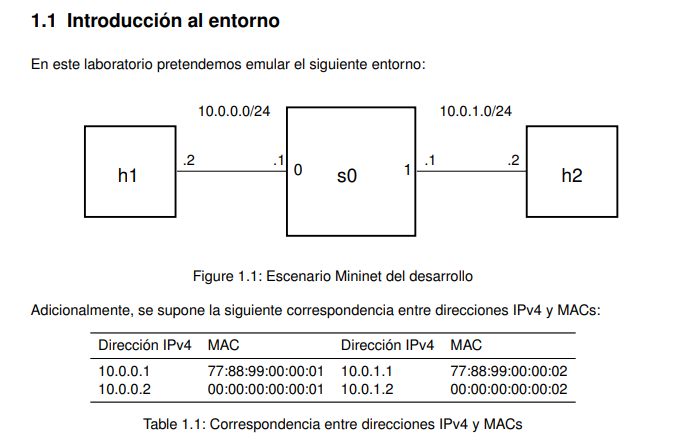 1.1 Introducción al entorno
En este laboratorio pretendemos emular el siguiente entorno:
10.0.0.0/24 10.0.1.0/24
h1 .2 .1 0 s0 1 .1 .2 h2
Figure 1.1: Escenario Mininet del desarrollo
Adicionalmente, se supone la siguiente correspondencia entre direcciones IPv4 y MACs:
Dirección IPv4 MAC Dirección IPv4 MAC
10.0.0.1 77:88:99:00:00:01 10.0.1.1 77:88:99:00:00:02
10.0.0.2 00:00:00:00:00:01 10.0.1.2 00:00:00:00:00:02
Table 1.1: Correspondencia entre direcciones IPv4 y MACs